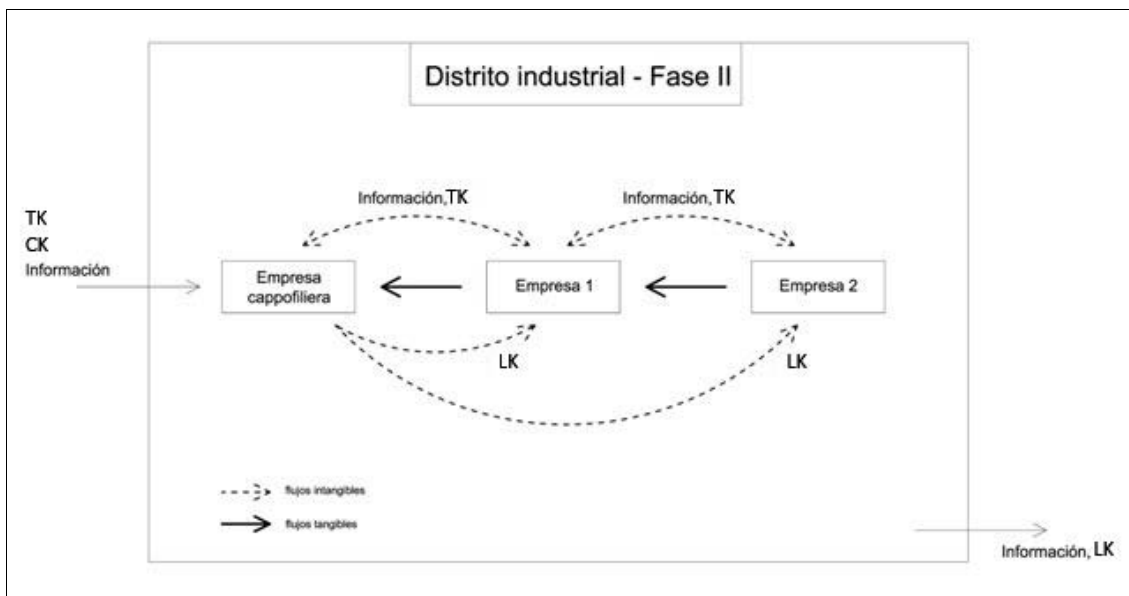 Distrito industrial - Fase II
Información,TK
Información, TK
TK
CK
Información
Empresa
cappofiliera
Empresa 1
Empresa 2
LK
LK
flujos intangibles
flujos tangibles
Información, LK